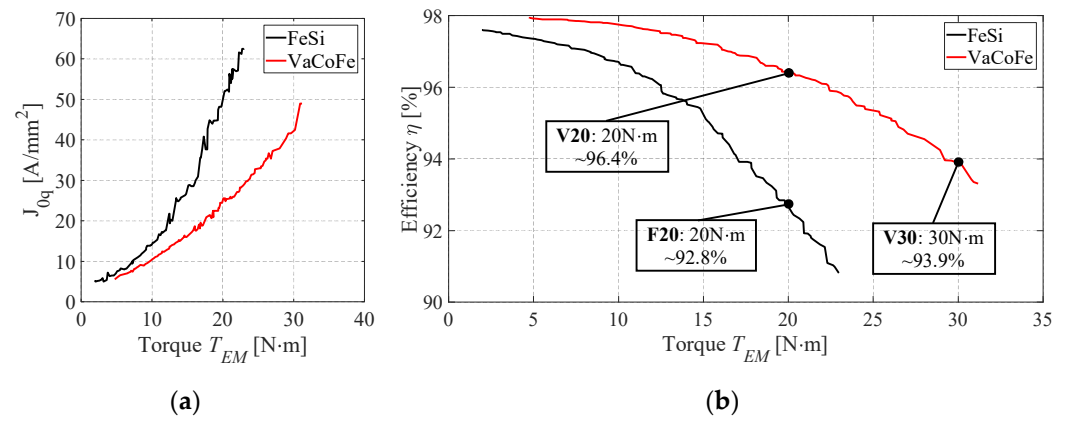 70
60
50
40
30
20
10
0
J0q [A/mm2]
FeSi
VaCoFe
0
10
20
30
40
Torque TEM [N·m]
(a)
98
96
94
92
90
Efficiency η [%]
FeSi
VaCoFe
V20: 20N·m
~96.4%
F20: 20N·m
~92.8%
V30: 30N·m
~93.9%
0
5
10
15
20
25
30
35
Torque TEM [N·m]
(b)